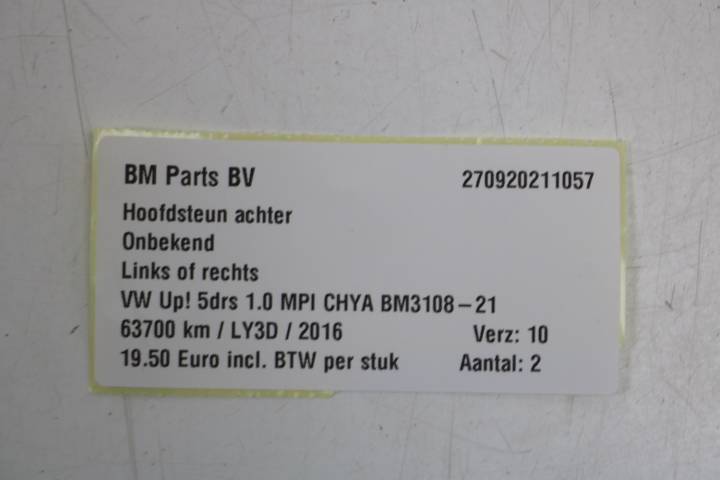 BM Parts BV 270920211057
Hoofdsteun achter
Onbekend
Links of rechts
VW Up! 5drs 1.0 MPI CHYA BM3108-21
63700 km / LY3D / 2016 Verz: 10
19.50 Euro incl. BTW per stuk Aantal: 2